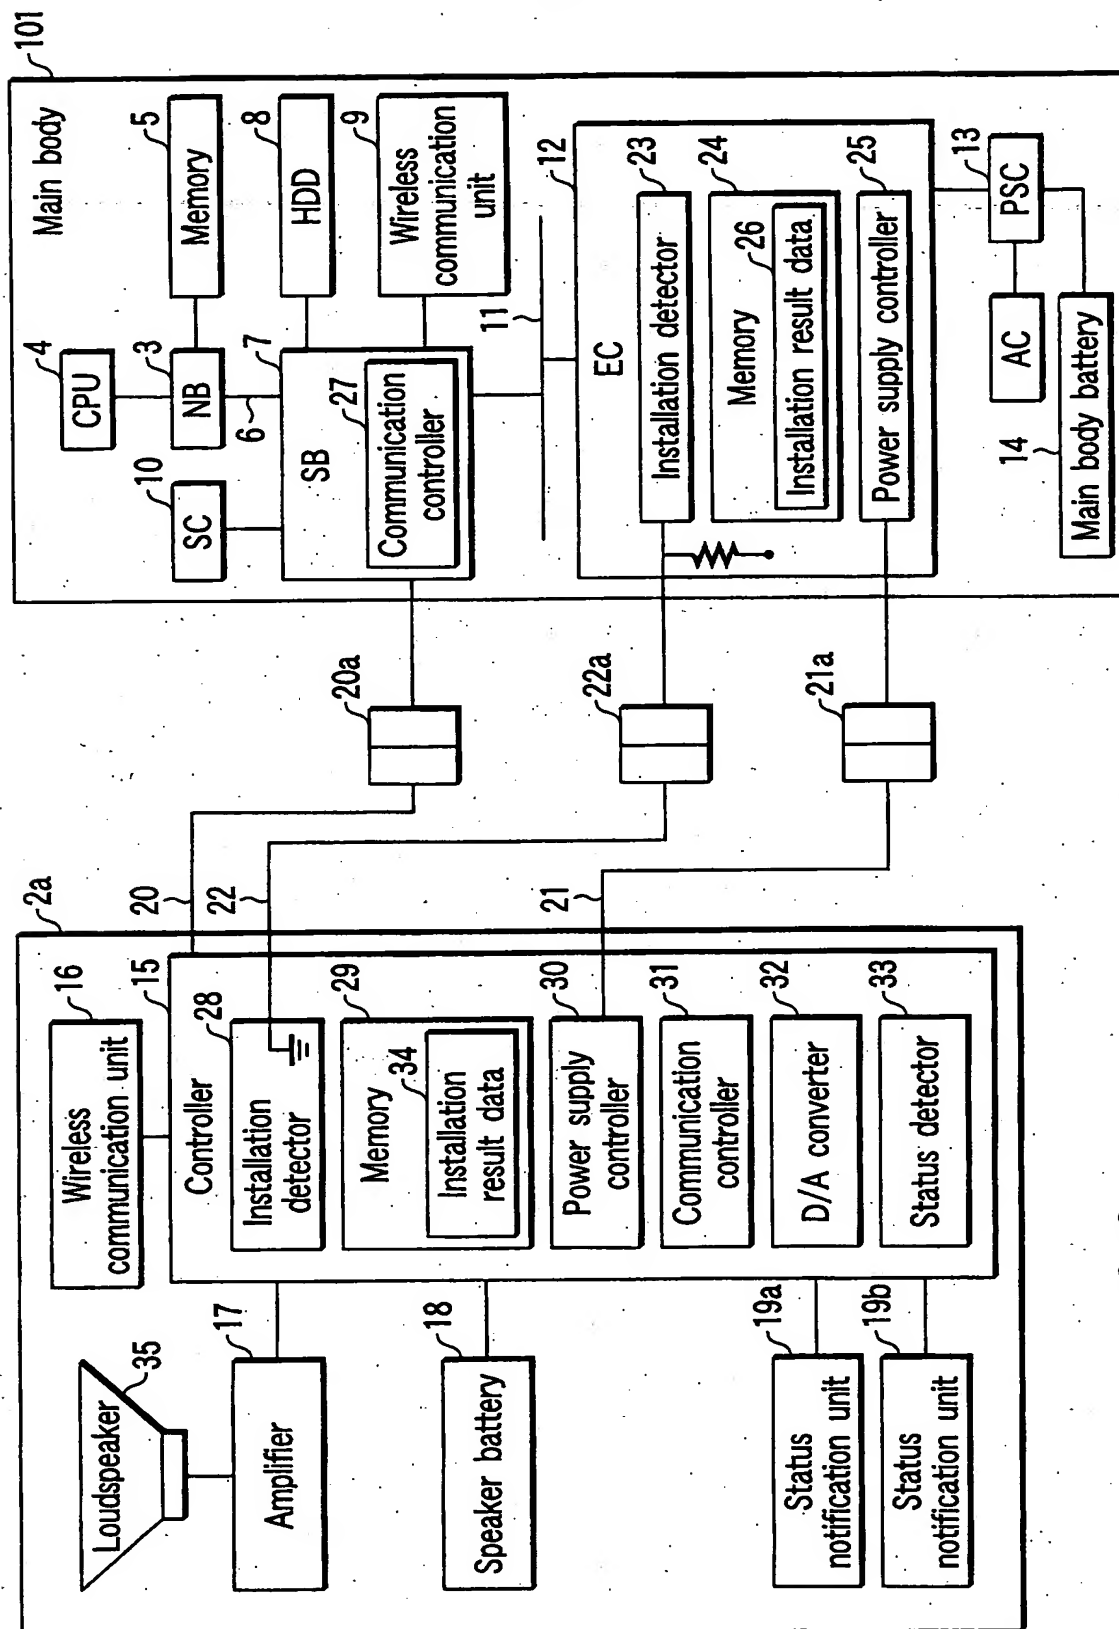 101
Main body
4
CPU
5
Memory
3
NB
10
SC
6
7
SB
27
Communication
controller
8
HDD
9
Wireless
communication
unit
11
12
EC
23
Installation detector
24
Memory
26
Installation result data
25
Power supply controller
13
PSC
AC
14
Main body battery
20a
22a
21a
20
22
21
2a
16
Wireless
communication unit
15
Controller
28
Installation
detector
29
Memory
34
Installation
result data
30
Power supply
controller
31
Communication
controller
32
D/A converter
33
Status detector
35
Loudspeaker
17
Amplifier
18
Speaker battery
19a
Status
notification unit
19b
Status
notification unit